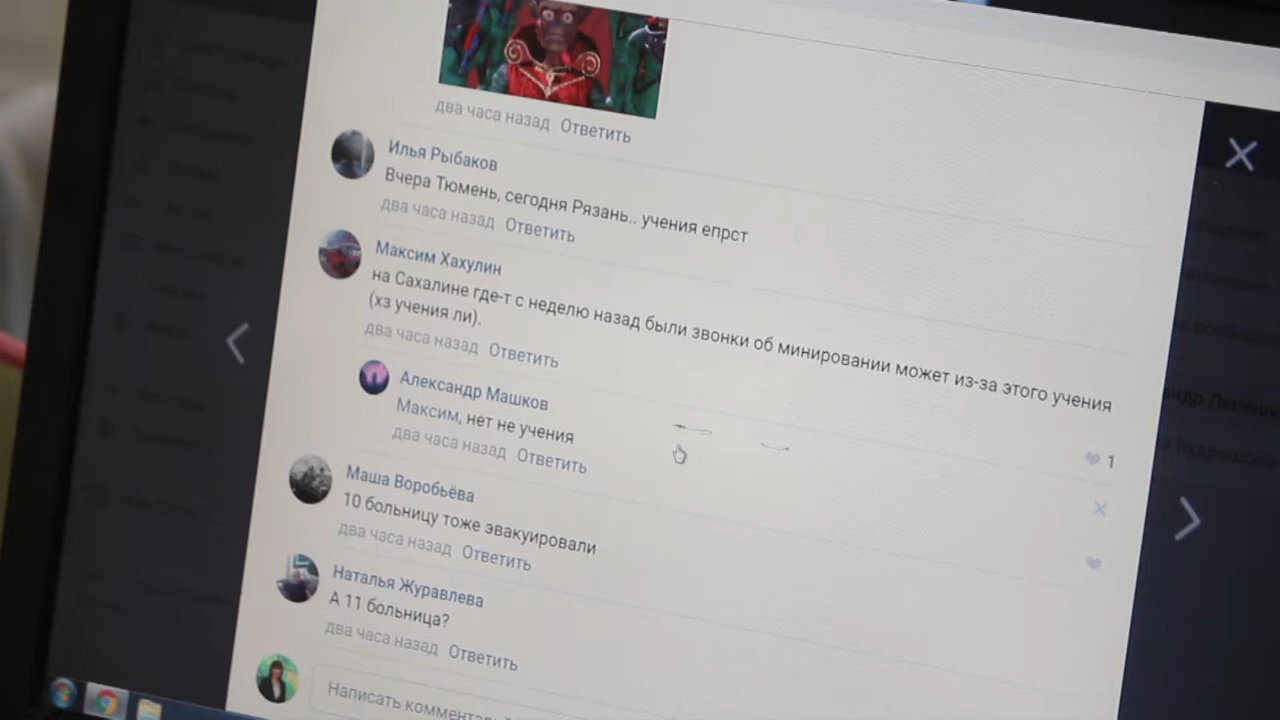 два часа назад Ответить
Илья Рыбаков
Вчера Тюмень, сегодня Рязань.. учения епрст
два часа назад Ответить
Максим Хахулин
на Сахалине где-т с неделю назад были звонки об минировании может из-за этого учения
(хз учения ли).
два часа назад Ответить
1
Александр Машков
Максим, нет не учения
два часа назад Ответить
Маша Воробьёва
10 больницу тоже эвакуировали
два часа назад Ответить
Наталья Журавлева
А 11 больница?
два часа назад Ответить
Написать